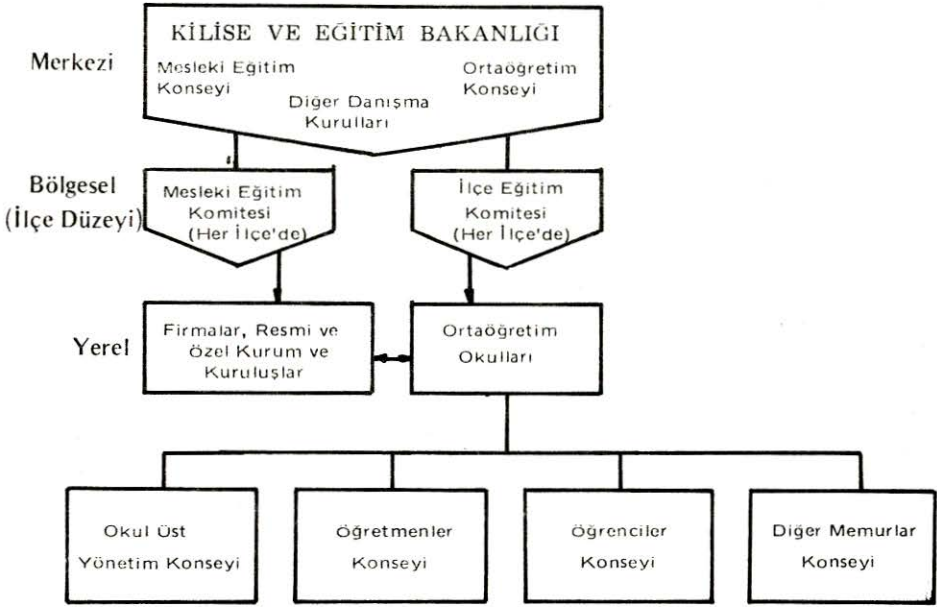 KİLİSE VE EĞİTİM BAKANLIĞI
Merkezi
Mesleki Eğitim
Konseyi
Ortaöğretim
Konseyi
Diğer Danışma
Kurulları
Bölgesel
(İlçe Düzeyi)
Mesleki Eğitim
Komitesi
(Her İlçe'de)
İlçe Eğitim
Komitesi
(Her İlçe'de)
Yerel
Firmalar, Resmi ve
Özel Kurum ve
Kuruluşlar
Ortaöğretim
Okulları
Okul Üst
Yönetim Konseyi
Öğretmenler
Konseyi
Öğrenciler
Konseyi
Diğer Memurlar
Konseyi